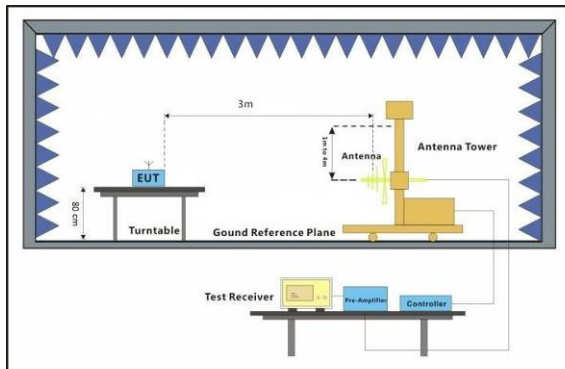 3m
1m to 4m
Antenna
Antenna Tower
EUT
80 cm
Turntable
Gound Reference Plane
Test Receiver
Pre-Amplifier
Controller